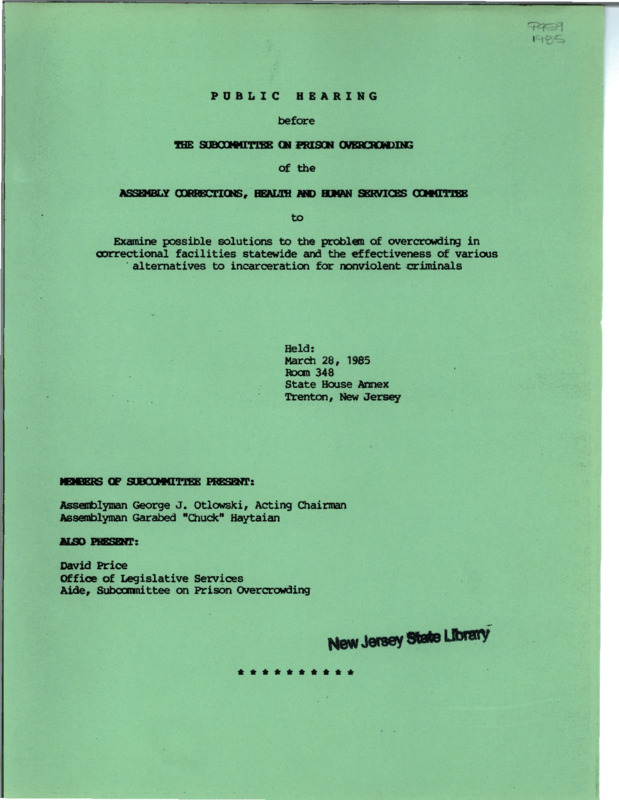 P959
1985
PUBLIC HEARING
before
THE SUBCOMMITTEE ON PRISON OVERCROWDING
of the
ASSEMBLY CORRECTIONS, HEALTH AND HUMAN SERVICES COMMITTEE
to
Examine possible solutions to the problem of overcrowding in
correctional facilities statewide and the effectiveness of various
alternatives to incarceration for nonviolent criminals
Held:
March 28, 1985
Room 348
State House Annex
Trenton, New Jersey
MEMBERS OF SUBCOMMITTEE PRESENT:
Assemblyman George J. Otlowski, Acting Chairman
Assemblyman Garabed "Chuck" Haytaian
ALSO PRESENT:
David Price
Office of Legislative Services
Aide, Subcommittee on Prison Overcrowding
New Jersey State Library
* * * * * * * * * *